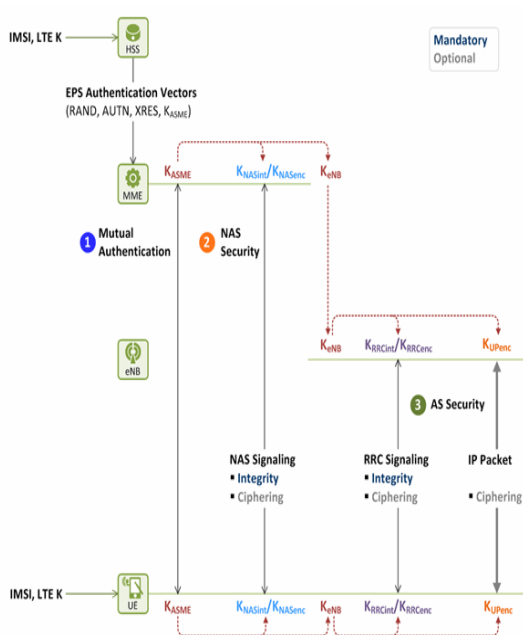 IMSI, LTE K
HSS
Mandatory
Optional
EPS Authentication Vectors
(RAND, AUTN, XRES, KASME)
MME
KASME
KNASint/KNASenc
KeNB
1 Mutual
Authentication
2 NAS
Security
eNB
KeNB
KRRCint/KRRCenc
KUPenc
3 AS Security
NAS Signaling
▪ Integrity
▪ Ciphering
RRC Signaling
▪ Integrity
▪ Ciphering
IP Packet
▪ Ciphering
IMSI, LTE K
UE
KASME
KNASint/KNASenc
KeNB
KRRCint/KRRCenc
KUPenc